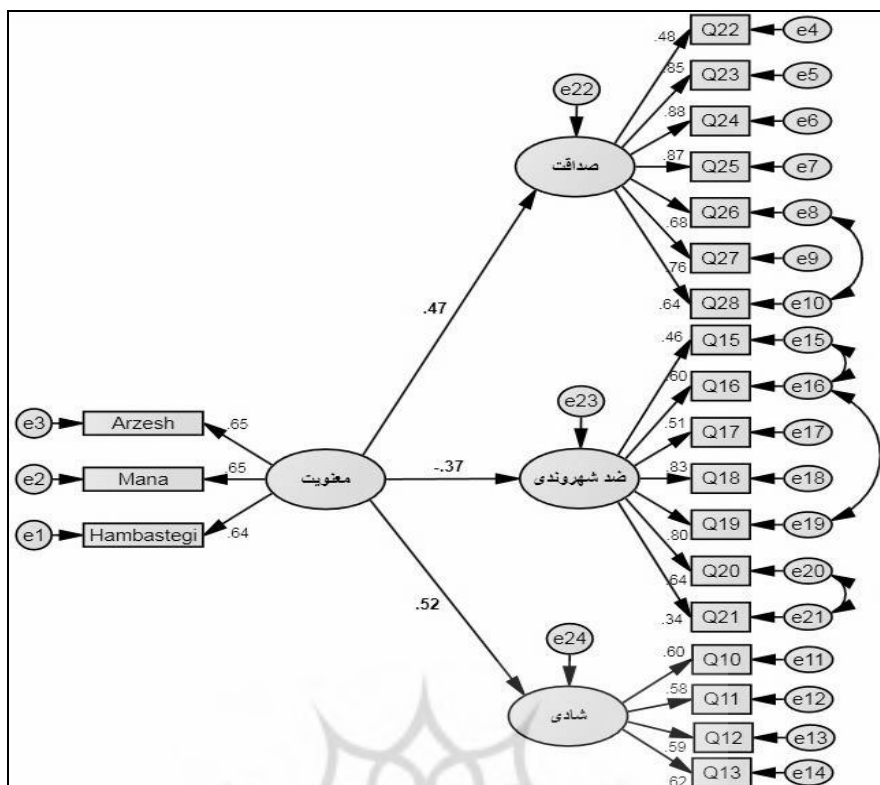 .48 Q22 e4
e22 .85 Q23 e5
.88 Q24 e6
صداقت .87 Q25 e7
Q26 e8
.68
Q27 e9
.76
.47 .64 Q28 e10
.46 Q15 e15
e23 .60 Q16 e16
e3 Arzesh .65 .51 Q17 e17
e2 Mana .65 معنویت -.37 ضد شهروندی .83 Q18 e18
e1 Hambastegi .64 Q19 e19
.80
Q20 e20
.64
.52 .34 Q21 e21
e24 .60 Q10 e11
.58 Q11 e12
شادی Q12 e13
.59
.62 Q13 e14